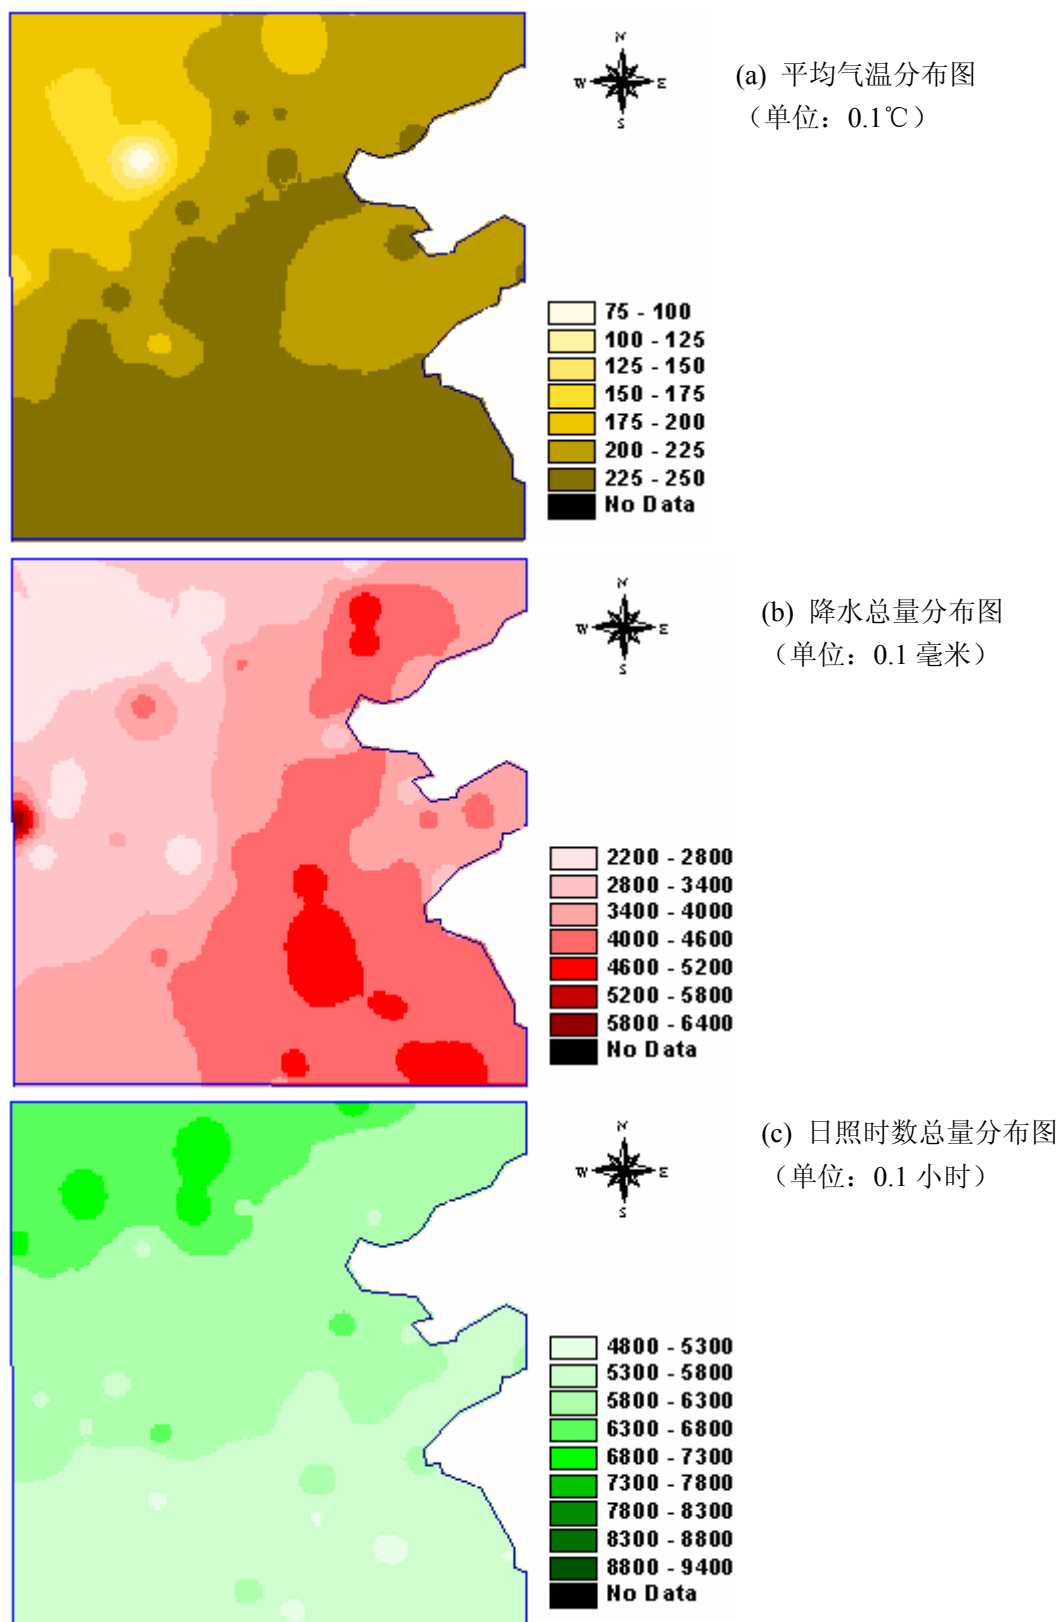 N
W
E
S
(a) 平均气温分布图
（单位：0.1℃）
75 - 100
100 - 125
125 - 150
150 - 175
175 - 200
200 - 225
225 - 250
No Data
N
W
E
S
(b) 降水总量分布图
（单位：0.1 毫米）
2200 - 2800
2800 - 3400
3400 - 4000
4000 - 4600
4600 - 5200
5200 - 5800
5800 - 6400
No Data
N
W
E
S
(c) 日照时数总量分布图
（单位：0.1 小时）
4800 - 5300
5300 - 5800
5800 - 6300
6300 - 6800
6800 - 7300
7300 - 7800
7800 - 8300
8300 - 8800
8800 - 9400
No Data